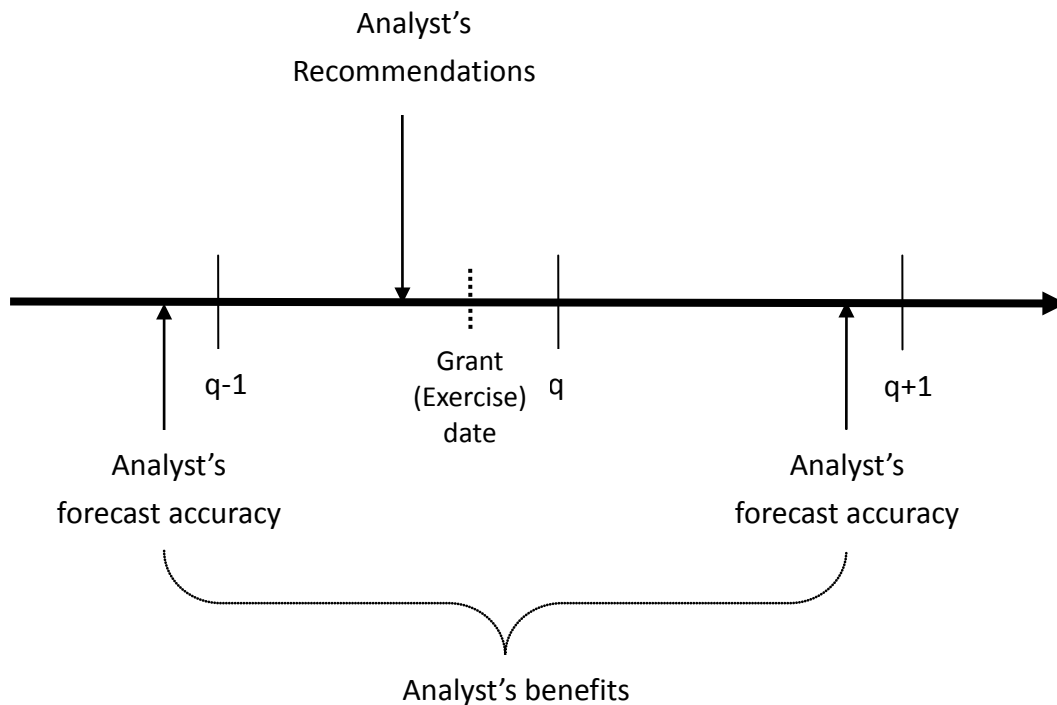 Analyst’s
Recommendations
q-1
Grant
(Exercise)
date
q
q+1
Analyst’s
forecast accuracy
Analyst’s
forecast accuracy
Analyst’s benefits